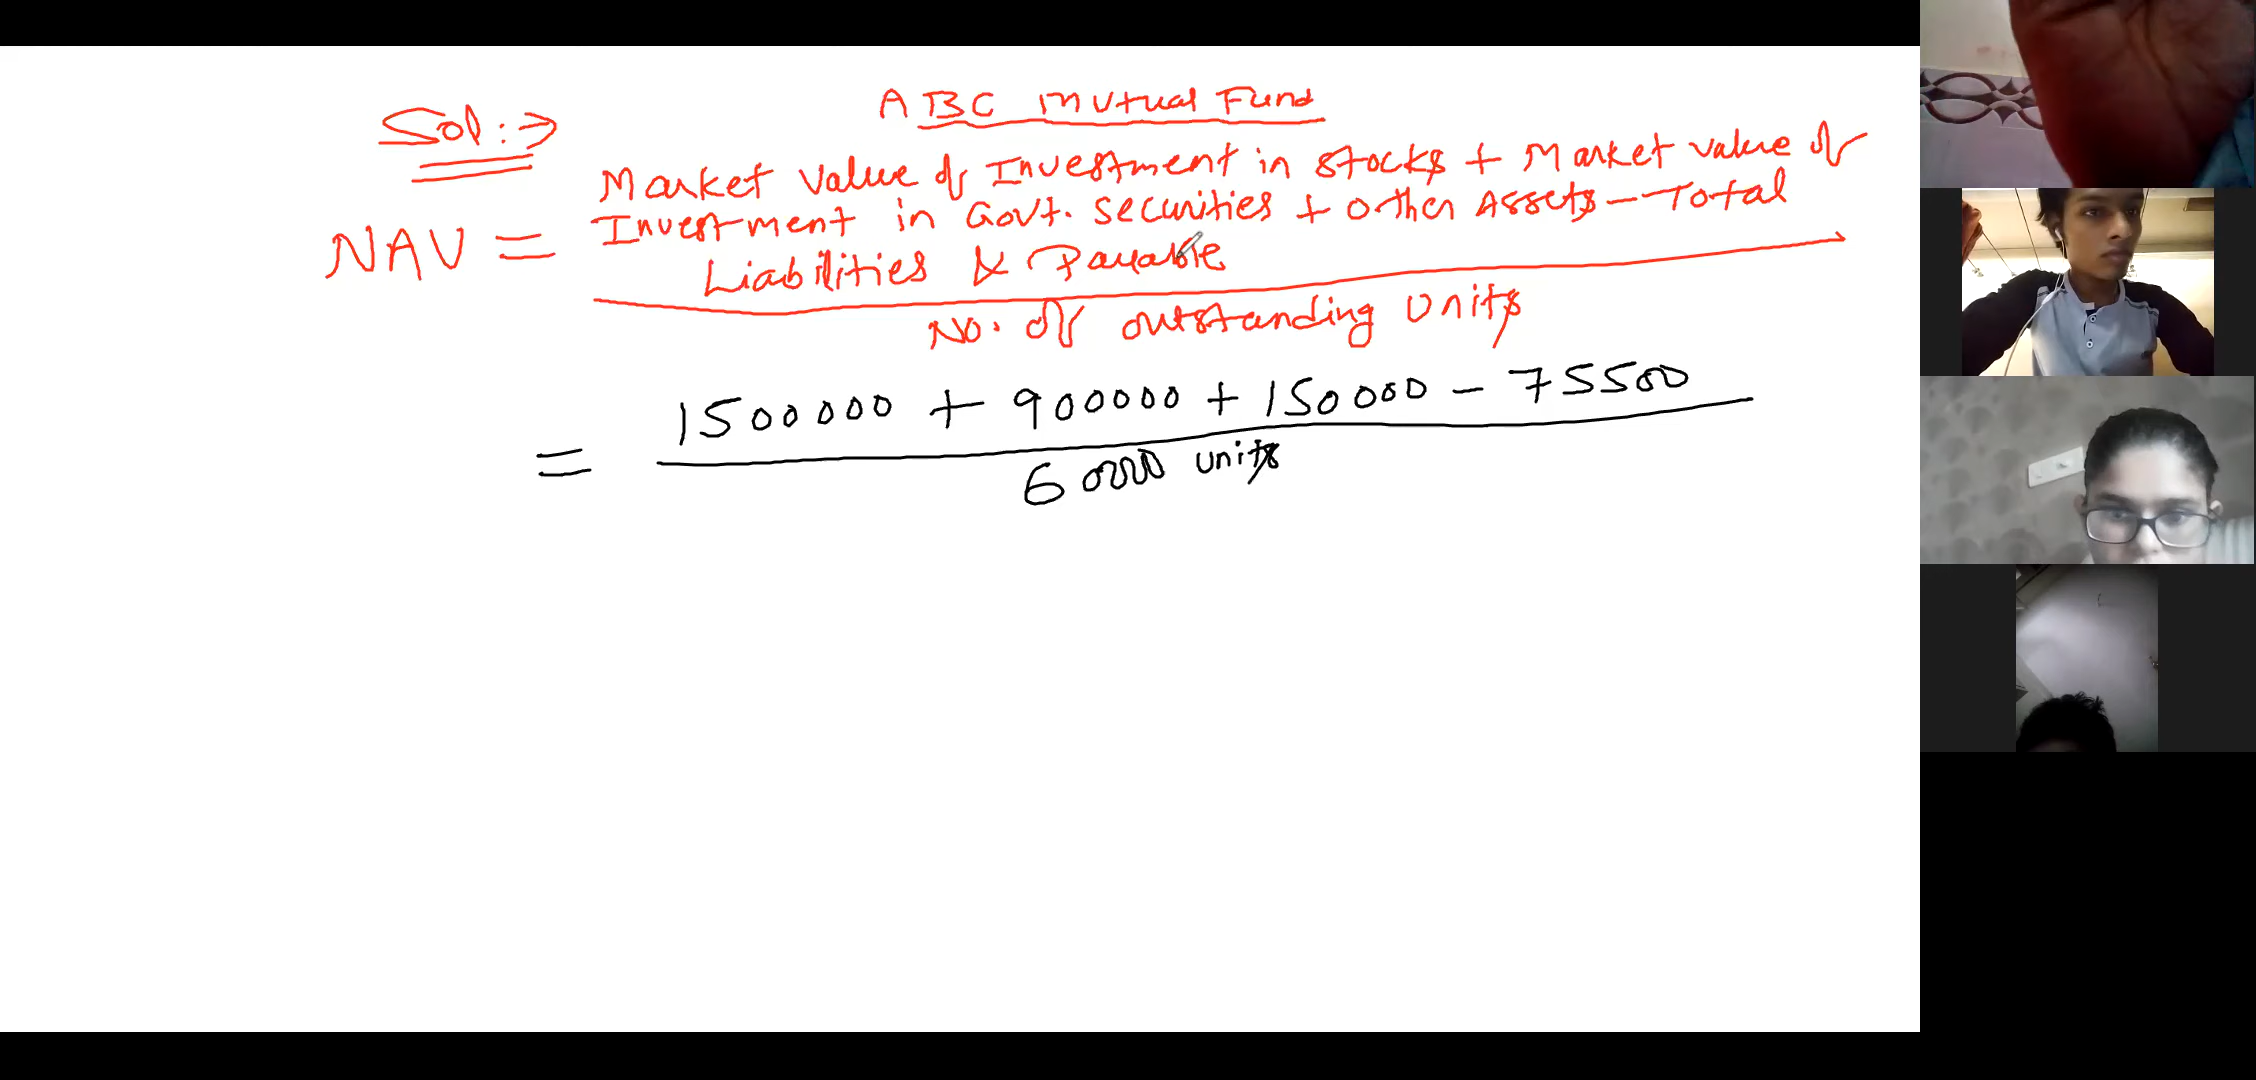 ABC Mutual Fund
Sol:→
Market Value of Investment in stocks + Market value of
Investment in Govt. securities + Other Assets - Total
Liabilities & Payable
NAV =
No. of outstanding Units
1500000 + 900000 + 150000 - 75500
=
60000 units